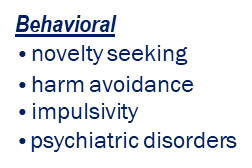 Behavioral
• novelty seeking
• harm avoidance
• impulsivity
• psychiatric disorders